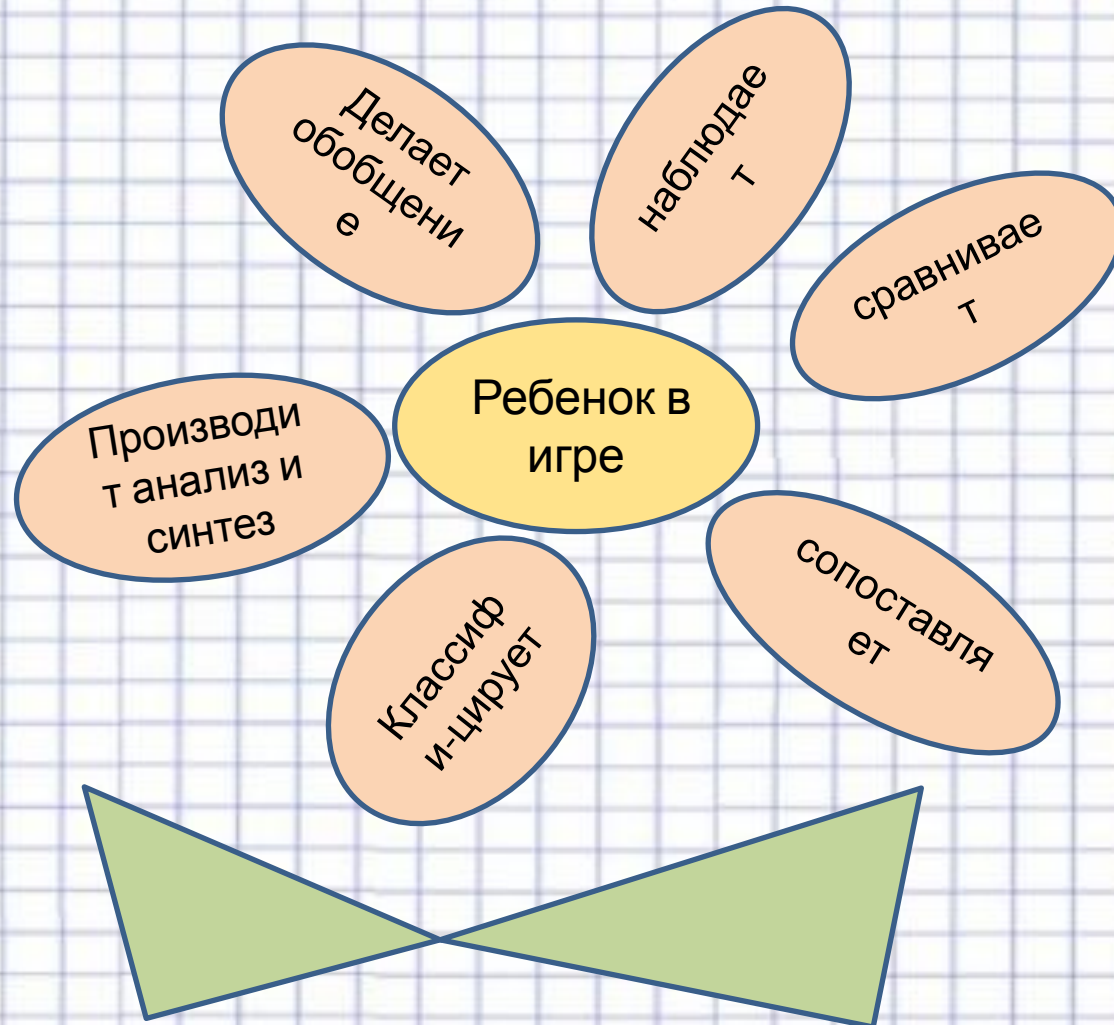 Делает
обобщени
е
наблюдае
т
сравнивае
т
Ребенок в
игре
Производи
т анализ и
синтез
сопоставля
ет
Классиф
и-цирует